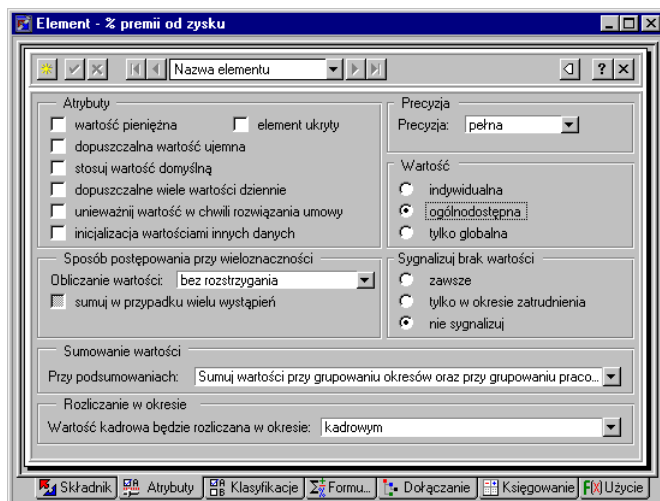 Element - % premii od zysku
Nazwa elementu
Atrybuty
wartość pieniężna
element ukryty
dopuszczalna wartość ujemna
stosuj wartość domyślną
dopuszczalne wiele wartości dziennie
unieważnij wartość w chwili rozwiązania umowy
inicjalizacja wartościami innych danych
Precyzja
Precyzja: pełna
Wartość
indywidualna
ogólnodostępna
tylko globalna
Sposób postępowania przy wieloznaczności
Obliczanie wartości: bez rozstrzygania
sumuj w przypadku wielu wystąpień
Sygnalizuj brak wartości
zawsze
tylko w okresie zatrudnienia
nie sygnalizuj
Sumowanie wartości
Przy podsumowaniach: Sumuj wartości przy grupowaniu okresów oraz przy grupowaniu praco...
Rozliczanie w okresie
Wartość kadrowa będzie rozliczana w okresie: kadrowym
Składnik Atrybuty Klasyfikacje Formu... Dołączanie Księgowanie F(X) Użycie